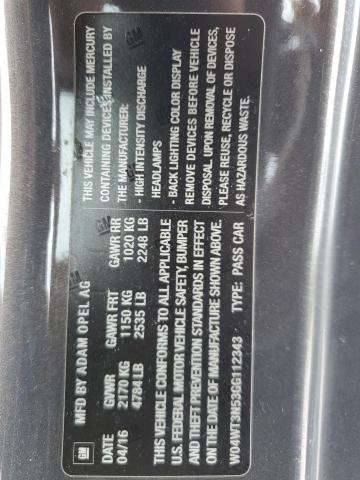 GM
MFD BY ADAM OPEL AG
DATE GVWR GAWR FRT GAWR RR
04/16 2170 KG 1150 KG 1020 KG
4784 LB 2535 LB 2248 LB
THIS VEHICLE CONFORMS TO ALL APPLICABLE
U.S. FEDERAL MOTOR VEHICLE SAFETY, BUMPER
AND THEFT PREVENTION STANDARDS IN EFFECT
ON THE DATE OF MANUFACTURE SHOWN ABOVE.
W04WT3N53GG112343 TYPE: PASS CAR
THIS VEHICLE MAY INCLUDE MERCURY
CONTAINING DEVICES INSTALLED BY
THE MANUFACTURER:
- HIGH INTENSITY DISCHARGE
HEADLAMPS
- BACK LIGHTING COLOR DISPLAY
REMOVE DEVICES BEFORE VEHICLE
DISPOSAL, UPON REMOVAL OF DEVICES,
PLEASE REUSE, RECYCLE OR DISPOSE
AS HAZARDOUS WASTE.